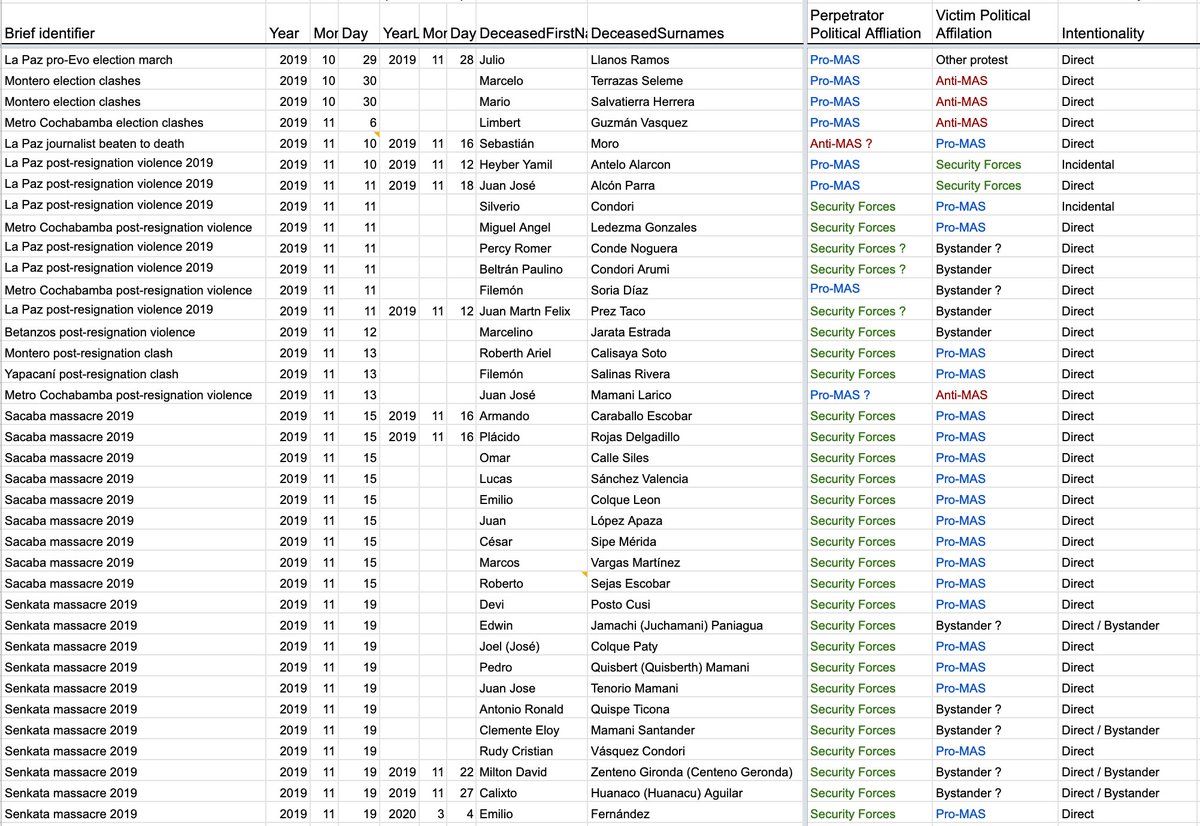 Perpetrator Victim Political
Brief identifier Year Mor Day YearL Mor Day DeceasedFirstNa DeceasedSurnames Political Affliation Affilation Intentionality
La Paz pro-Evo election march 2019 10 29 2019 11 28 Julio Llanos Ramos Pro-MAS Other protest Direct
Montero election clashes 2019 10 30 Marcelo Terrazas Seleme Pro-MAS Anti-MAS Direct
Montero election clashes 2019 10 30 Mario Salvatierra Herrera Pro-MAS Anti-MAS Direct
Metro Cochabamba election clashes 2019 11 6 Limbert Guzmán Vasquez Pro-MAS Anti-MAS Direct
La Paz journalist beaten to death 2019 11 10 2019 11 16 Sebastián Moro Anti-MAS ? Pro-MAS Direct
La Paz post-resignation violence 2019 2019 11 10 2019 11 12 Heyber Yamil Antelo Alarcon Pro-MAS Security Forces Incidental
La Paz post-resignation violence 2019 2019 11 11 2019 11 18 Juan José Alcón Parra Pro-MAS Security Forces Direct
La Paz post-resignation violence 2019 2019 11 11 Silverio Condori Security Forces Pro-MAS Incidental
Metro Cochabamba post-resignation violence 2019 11 11 Miguel Angel Ledezma Gonzales Security Forces Pro-MAS Direct
La Paz post-resignation violence 2019 2019 11 11 Percy Romer Conde Noguera Security Forces ? Bystander ? Direct
La Paz post-resignation violence 2019 2019 11 11 Beltrán Paulino Condori Arumi Security Forces ? Bystander Direct
Metro Cochabamba post-resignation violence 2019 11 11 Filemón Soria Díaz Pro-MAS Bystander ? Direct
La Paz post-resignation violence 2019 2019 11 11 2019 11 12 Juan Martn Felix Prez Taco Security Forces ? Bystander Direct
Betanzos post-resignation violence 2019 11 12 Marcelino Jarata Estrada Security Forces Bystander Direct
Montero post-resignation clash 2019 11 13 Roberth Ariel Calisaya Soto Security Forces Pro-MAS Direct
Yapacaní post-resignation clash 2019 11 13 Filemón Salinas Rivera Security Forces Pro-MAS Direct
Metro Cochabamba post-resignation violence 2019 11 13 Juan José Mamani Larico Pro-MAS ? Anti-MAS Direct
Sacaba massacre 2019 2019 11 15 2019 11 16 Armando Caraballo Escobar Security Forces Pro-MAS Direct
Sacaba massacre 2019 2019 11 15 2019 11 16 Plácido Rojas Delgadillo Security Forces Pro-MAS Direct
Sacaba massacre 2019 2019 11 15 Omar Calle Siles Security Forces Pro-MAS Direct
Sacaba massacre 2019 2019 11 15 Lucas Sánchez Valencia Security Forces Pro-MAS Direct
Sacaba massacre 2019 2019 11 15 Emilio Colque Leon Security Forces Pro-MAS Direct
Sacaba massacre 2019 2019 11 15 Juan López Apaza Security Forces Pro-MAS Direct
Sacaba massacre 2019 2019 11 15 César Sipe Mérida Security Forces Pro-MAS Direct
Sacaba massacre 2019 2019 11 15 Marcos Vargas Martínez Security Forces Pro-MAS Direct
Sacaba massacre 2019 2019 11 15 Roberto Sejas Escobar Security Forces Pro-MAS Direct
Senkata massacre 2019 2019 11 19 Devi Posto Cusi Security Forces Pro-MAS Direct
Senkata massacre 2019 2019 11 19 Edwin Jamachi (Juchamani) Paniagua Security Forces Bystander ? Direct / Bystander
Senkata massacre 2019 2019 11 19 Joel (José) Colque Paty Security Forces Pro-MAS Direct
Senkata massacre 2019 2019 11 19 Pedro Quisbert (Quisberth) Mamani Security Forces Pro-MAS Direct
Senkata massacre 2019 2019 11 19 Juan Jose Tenorio Mamani Security Forces Pro-MAS Direct
Senkata massacre 2019 2019 11 19 Antonio Ronald Quispe Ticona Security Forces Bystander ? Direct
Senkata massacre 2019 2019 11 19 Clemente Eloy Mamani Santander Security Forces Bystander ? Direct / Bystander
Senkata massacre 2019 2019 11 19 Rudy Cristian Vásquez Condori Security Forces Pro-MAS Direct
Senkata massacre 2019 2019 11 19 2019 11 22 Milton David Zenteno Gironda (Centeno Geronda) Security Forces Bystander ? Direct / Bystander
Senkata massacre 2019 2019 11 19 2019 11 27 Calixto Huanaco (Huanacu) Aguilar Security Forces Bystander ? Direct / Bystander
Senkata massacre 2019 2019 11 19 2020 3 4 Emilio Fernández Security Forces Pro-MAS Direct